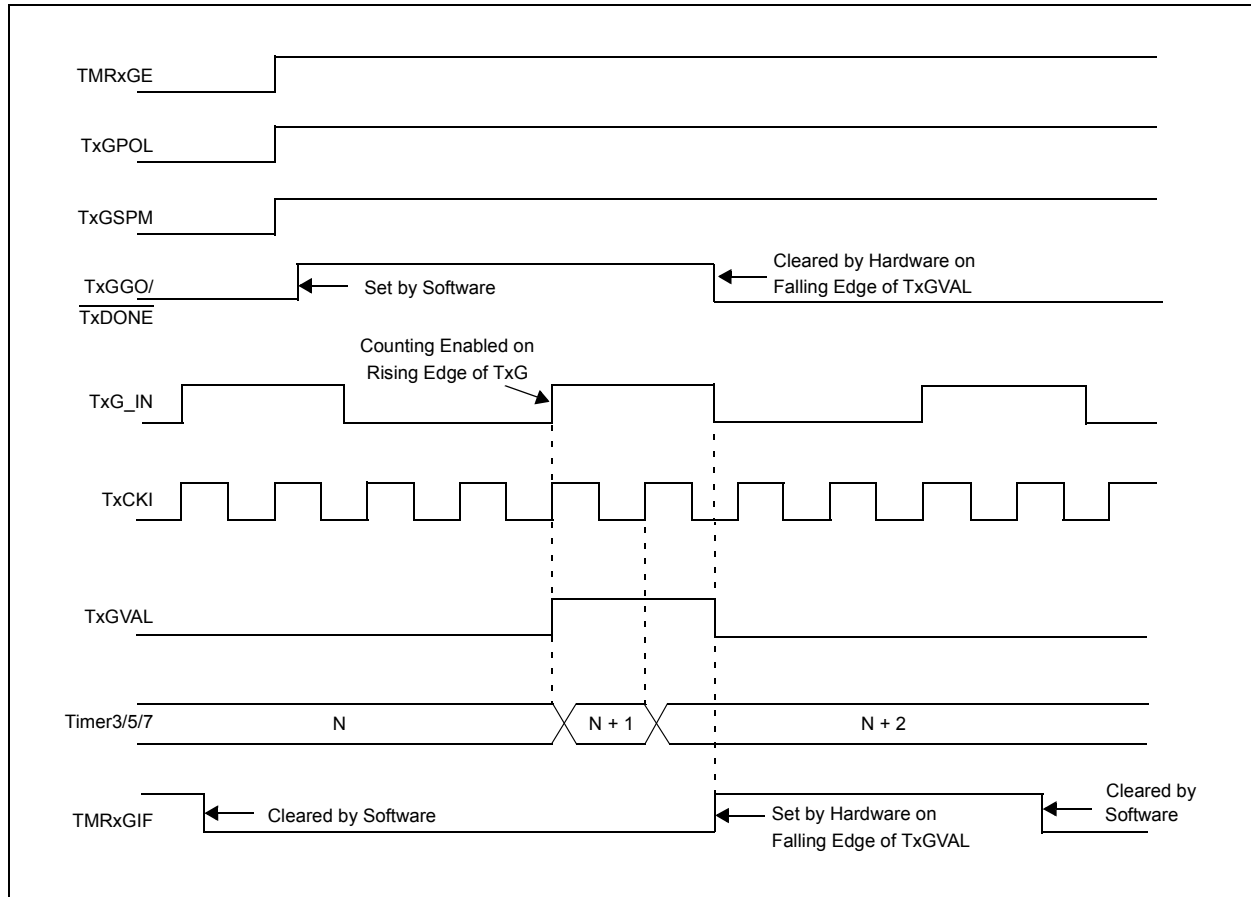 TMRxGE
TxGPOL
TxGSPM
TxGGO/
TxDONE
Set by Software
Cleared by Hardware on
Falling Edge of TxGVAL
Counting Enabled on
Rising Edge of TxG
TxG_IN
TxCKI
TxGVAL
Timer3/5/7
N
N + 1
N + 2
TMRxGIF
Cleared by Software
Set by Hardware on
Falling Edge of TxGVAL
Cleared by
Software